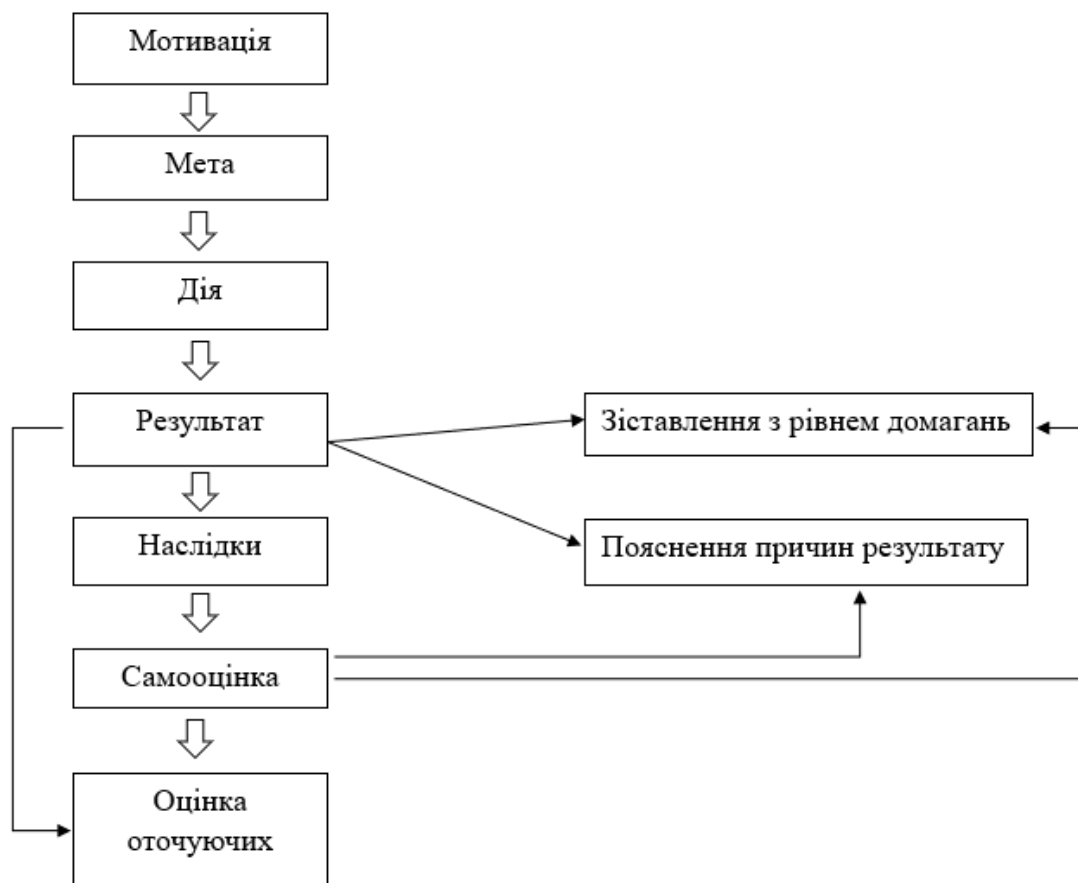 Мотивація
Мета
Дія
Результат
Зіставлення з рівнем домагань
Наслідки
Пояснення причин результату
Самооцінка
Оцінка
оточуючих